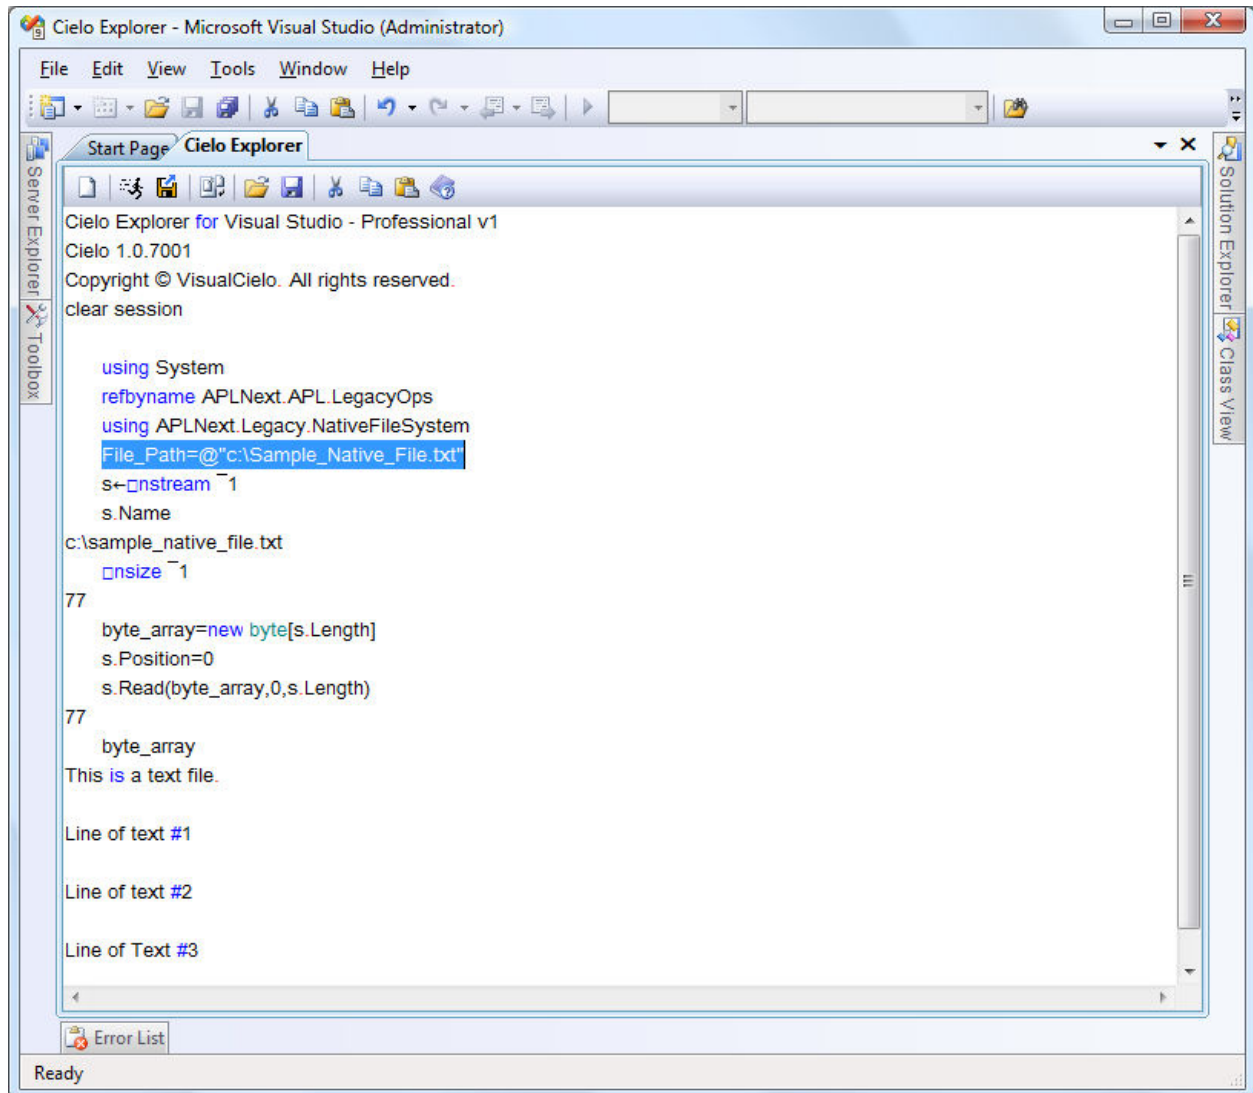 Cielo Explorer - Microsoft Visual Studio (Administrator)
File Edit View Tools Window Help
Start Page Cielo Explorer
Server Explorer
Toolbox
Solution Explorer
Class View
Cielo Explorer for Visual Studio - Professional v1
Cielo 1.0.7001
Copyright © VisualCielo. All rights reserved.
clear session
using System
refbyname APLNext.APL.LegacyOps
using APLNext.Legacy.NativeFileSystem
File_Path=@"c:\Sample_Native_File.txt"
s←⎕nstream ¯1
s.Name
c:\sample_native_file.txt
⎕nsize ¯1
77
byte_array=new byte[s.Length]
s.Position=0
s.Read(byte_array,0,s.Length)
77
byte_array
This is a text file.
Line of text #1
Line of text #2
Line of Text #3
Error List
Ready